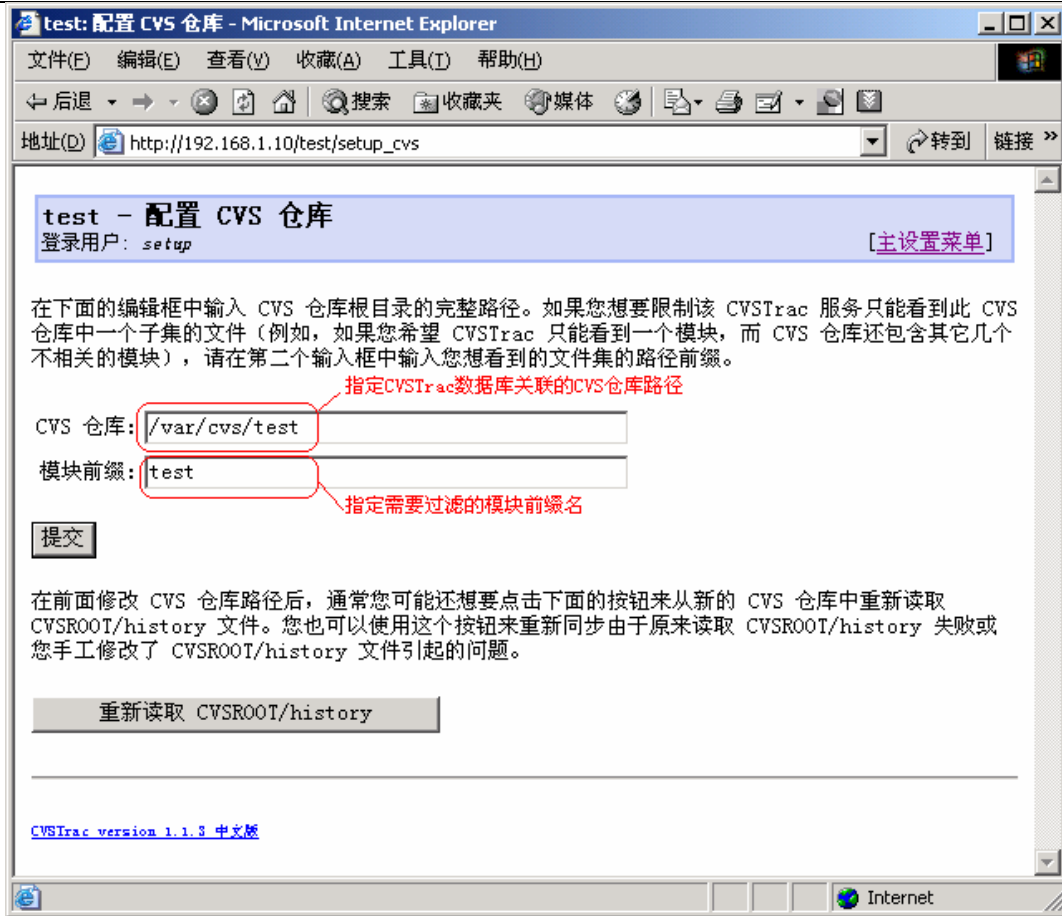 test: 配置 CVS 仓库 - Microsoft Internet Explorer
文件(F) 编辑(E) 查看(V) 收藏(A) 工具(T) 帮助(H)
后退 搜索 收藏夹 媒体
地址(D) http://192.168.1.10/test/setup_cvs 转到 链接 »
test - 配置 CVS 仓库
登录用户: setup [主设置菜单]
在下面的编辑框中输入 CVS 仓库根目录的完整路径。如果您想要限制该 CVSTrac 服务只能看到此 CVS
仓库中一个子集的文件（例如，如果您希望 CVSTrac 只能看到一个模块，而 CVS 仓库还包含其它几个
不相关的模块），请在第二个输入框中输入您想看到的文件集的路径前缀。
指定CVSTrac数据库关联的CVS仓库路径
CVS 仓库: /var/cvs/test
模块前缀: test
指定需要过滤的模块前缀名
提交
在前面修改 CVS 仓库路径后，通常您可能还想要点击下面的按钮来从新的 CVS 仓库中重新读取
CVSROOT/history 文件。您也可以使用这个按钮来重新同步由于原来读取 CVSROOT/history 失败或
您手工修改了 CVSROOT/history 文件引起的问题。
重新读取 CVSROOT/history
CVSTrac version 1.1.3 中文版
Internet